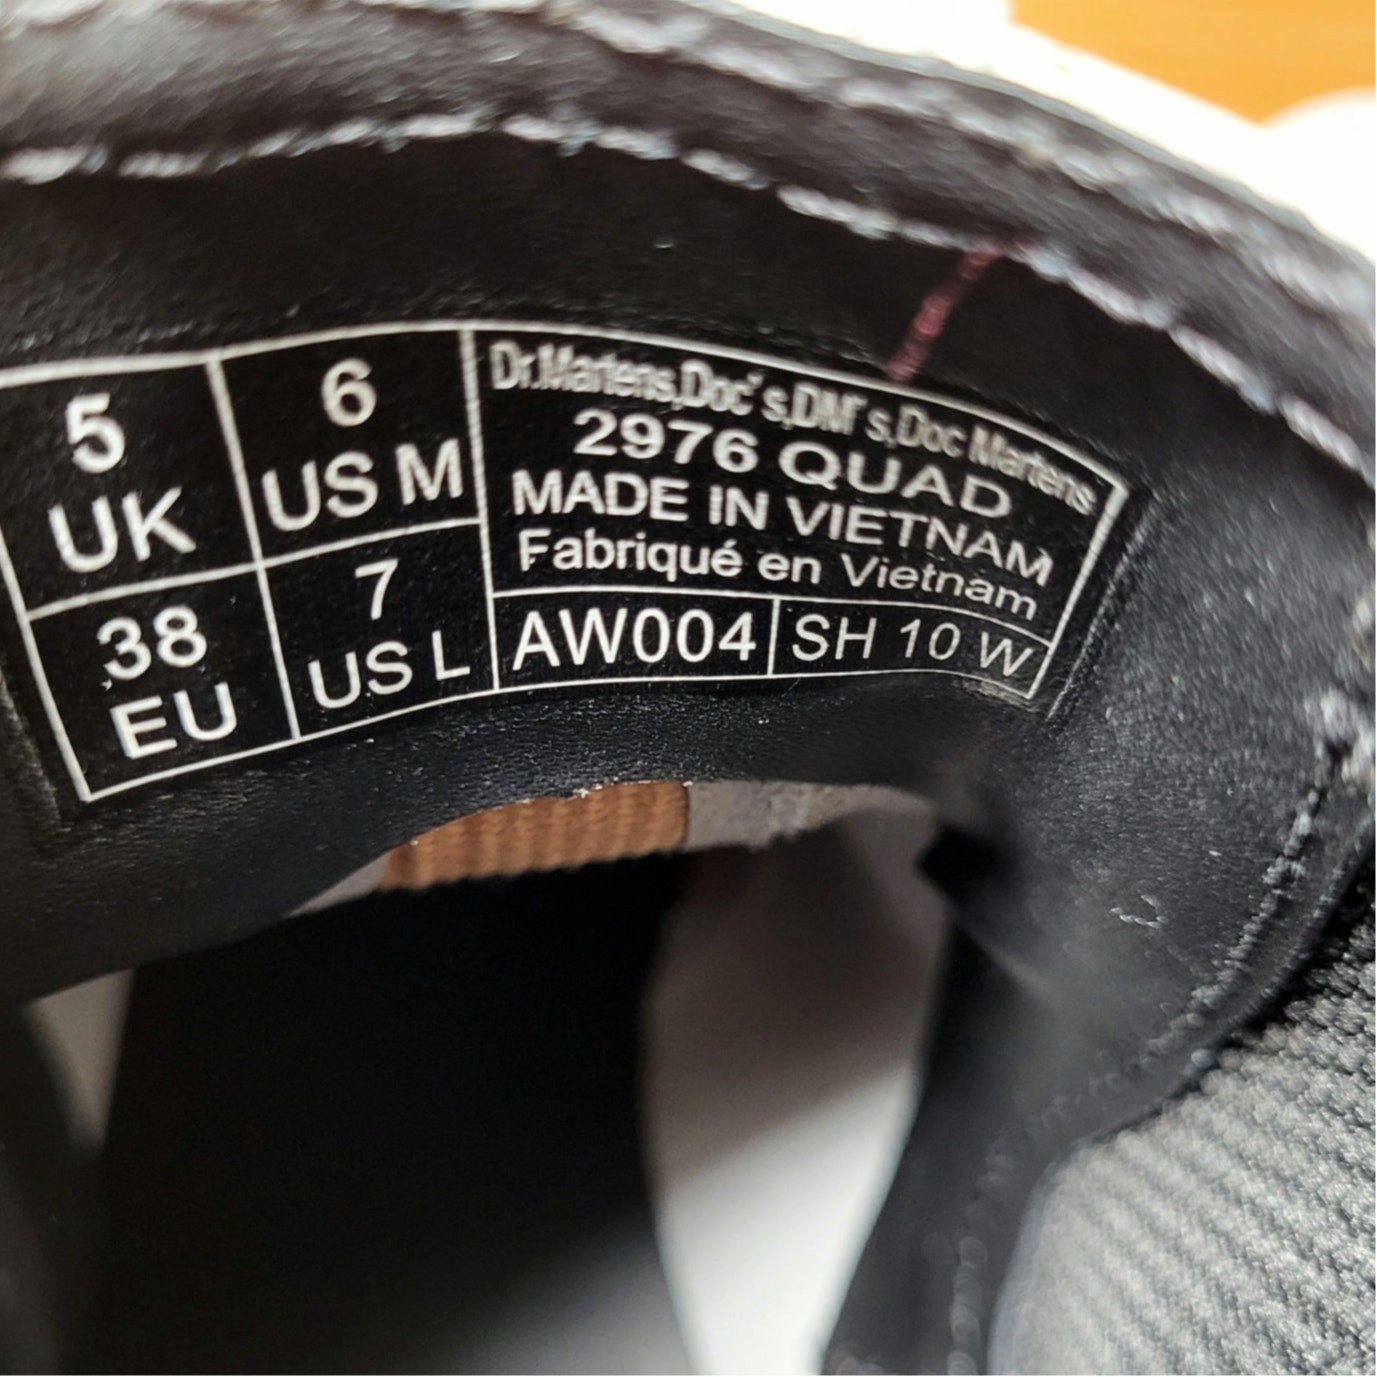 5
UK
6
US M
38
EU
7
US L
Dr.Martens,Doc's,DM's,Doc Martens
2976 QUAD
MADE IN VIETNAM
Fabriqué en Vietnam
AW004
SH 10 W